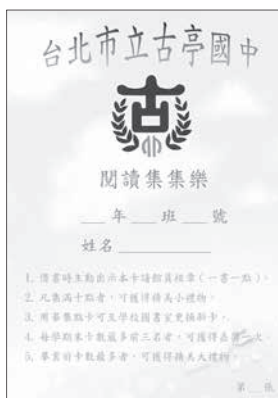 台北市立古亭國中
古
閱讀集集樂
___年___班___號
姓名__________
1. 借書時主動出示本卡請館員核章(一書一點)。
2. 凡集滿十點者,可獲得精美小禮物。
3. 用畢集點卡可至學校圖書室更換新卡。
4. 每學期末卡數最多前三名者,可獲得嘉獎一次。
5. 畢業前卡數最多者,可獲得精美大禮物。
第__張